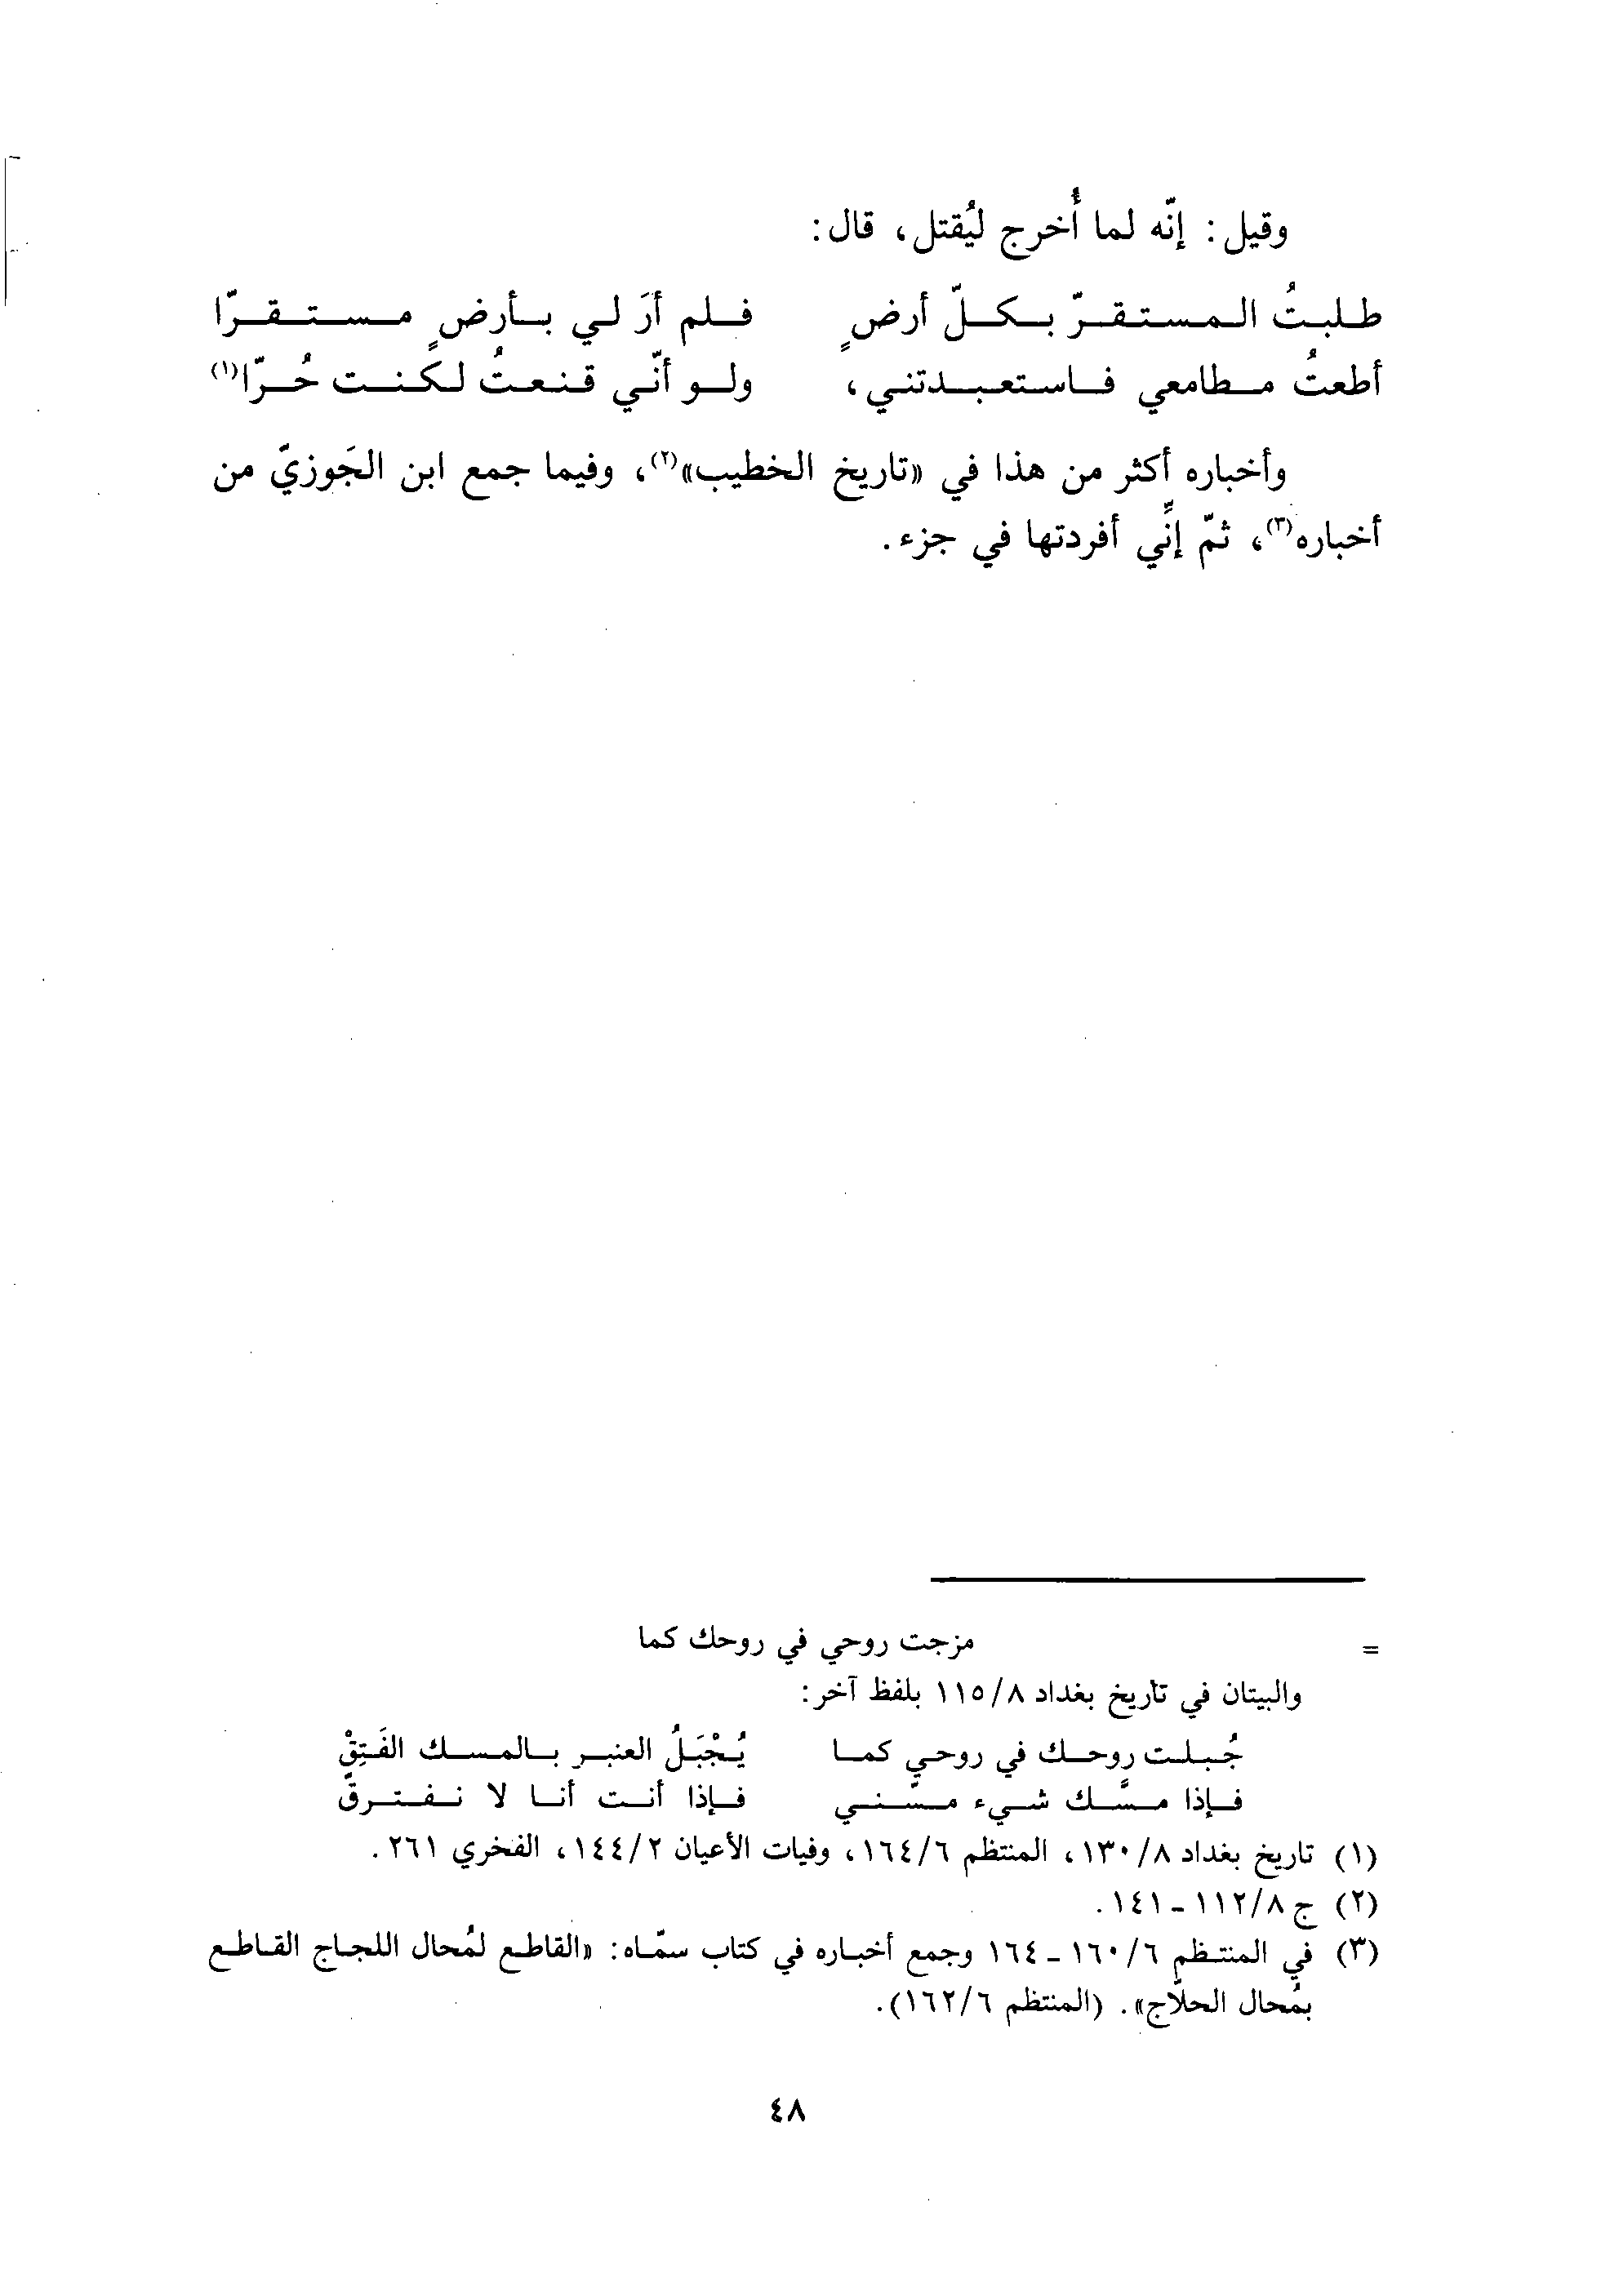 وقيل: إنّه لما أُخرج ليُقتل، قال:
طلبتُ المستقرّ بكلّ أرضٍ فلم أرَ لي بأرضٍ مستقرّا
أطعتُ مطامعي فاستعبدتني، ولو أنّي قنعتُ لكنت حُرّا(١)
وأخباره أكثر من هذا في «تاريخ الخطيب»(٢)، وفيما جمع ابن الجَوزيّ من
أخباره(٣)، ثمّ إنّي أفردتها في جزء.
= مزجت روحي في روحك كما
والبيتان في تاريخ بغداد ١١٥/٨ بلفظ آخر:
جُبلت روحك في روحي كما يُجْبَلُ العنبر بالمسك الفَتِقْ
فإذا مسَّك شيء مسّني فإذا أنت أنا لا نفترقْ
(١) تاريخ بغداد ١٣٠/٨، المنتظم ١٦٤/٦، وفيات الأعيان ١٤٤/٢، الفخري ٢٦١.
(٢) ج ١١٢/٨ - ١٤١.
(٣) في المنتظم ١٦٠/٦ - ١٦٤ وجمع أخباره في كتاب سمّاه: «القاطع لمُحال اللجاج القاطع
بمُحال الحلّاج». (المنتظم ١٦٢/٦).
٤٨